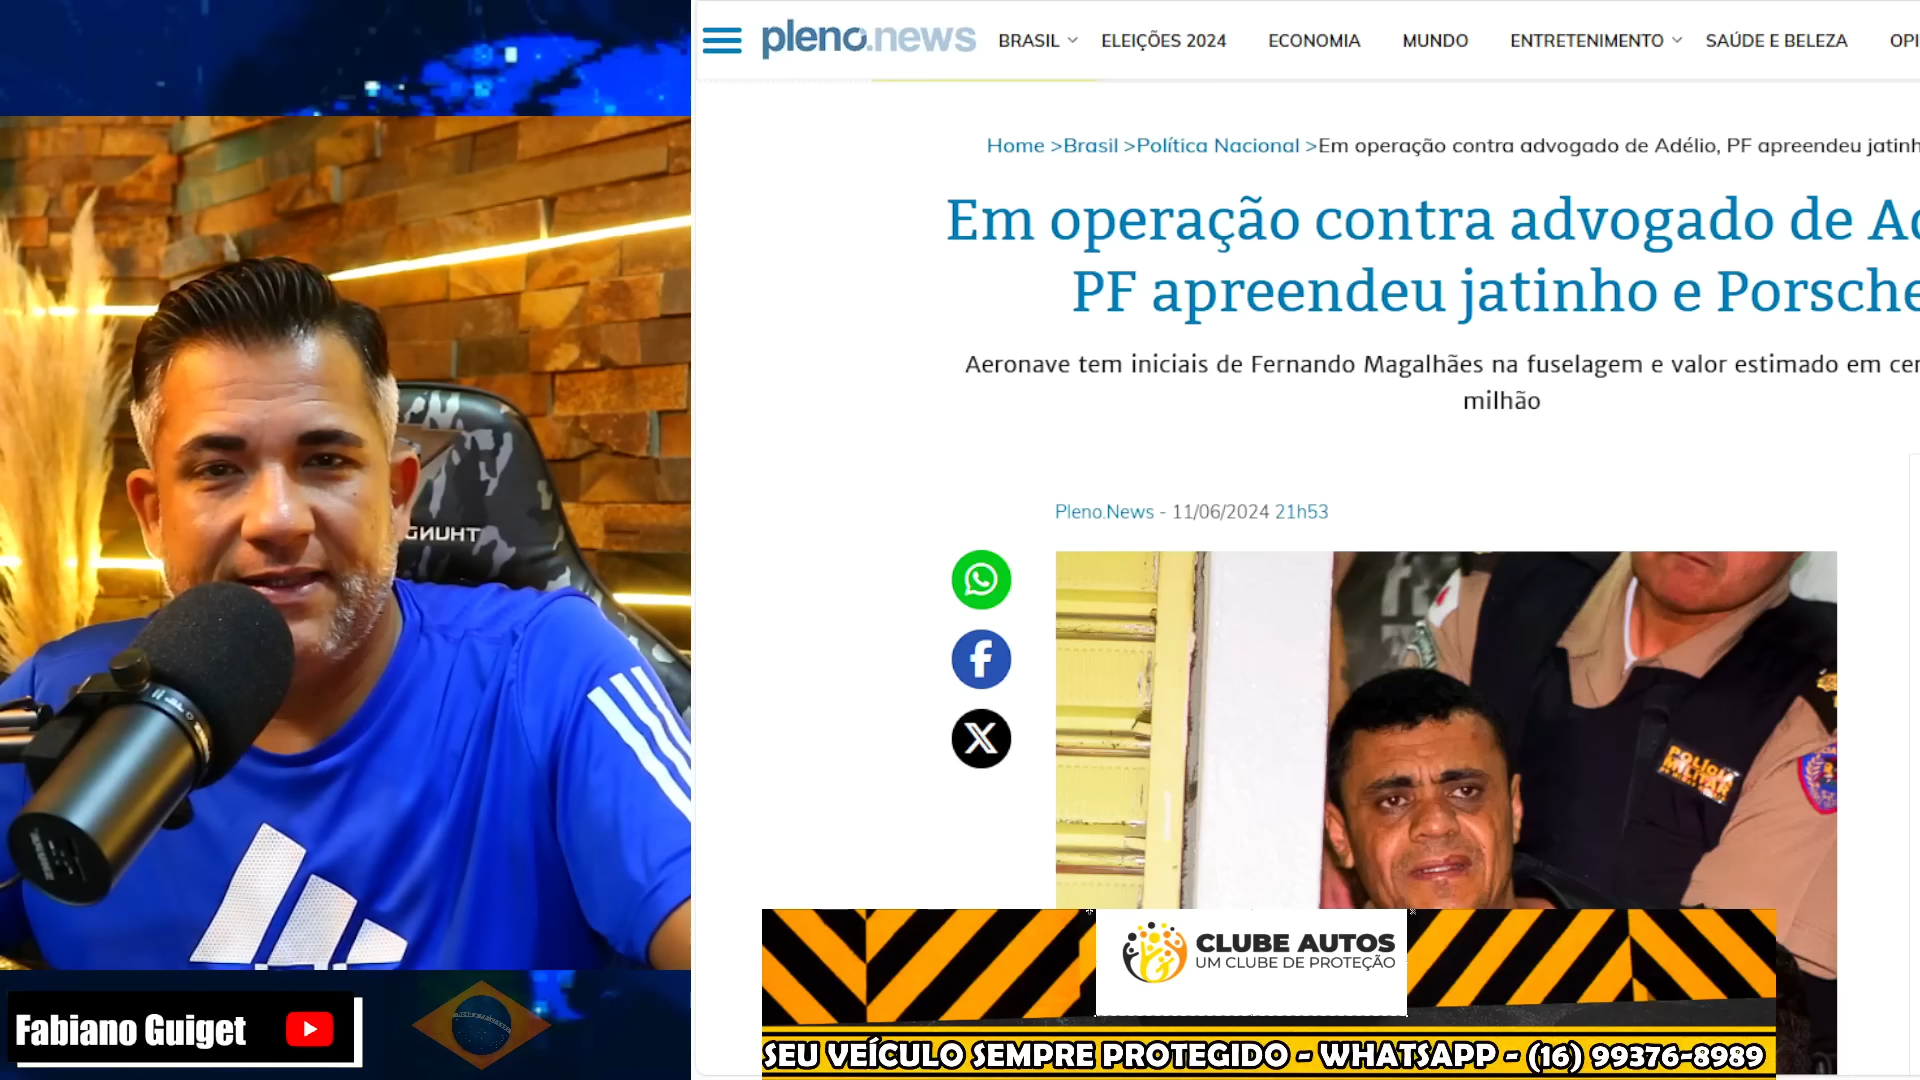 pleno.news
BRASIL
ELEIÇÕES 2024
ECONOMIA
MUNDO
ENTRETENIMENTO
SAÚDE E BELEZA
Home >Brasil >Política Nacional >Em operação contra advogado de Adélio, PF apreendeu
Em operação contra advogado de
PF apreendeu jatinho e Porsche
Aeronave tem iniciais de Fernando Magalhães na fuselagem e valor estimado em
milhão
Pleno.News - 11/06/2024 21h53
POLÍCIA
MILITAR
CLUBE AUTOS
UM CLUBE DE PROTEÇÃO
SEU VEÍCULO SEMPRE PROTEGIDO - WHATSAPP - (16) 99376-8989
Fabiano Guiget